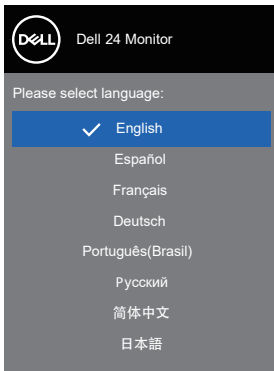 DELL Dell 24 Monitor
Please select language:
English
Español
Français
Deutsch
Português(Brasil)
Русский
简体中文
日本語